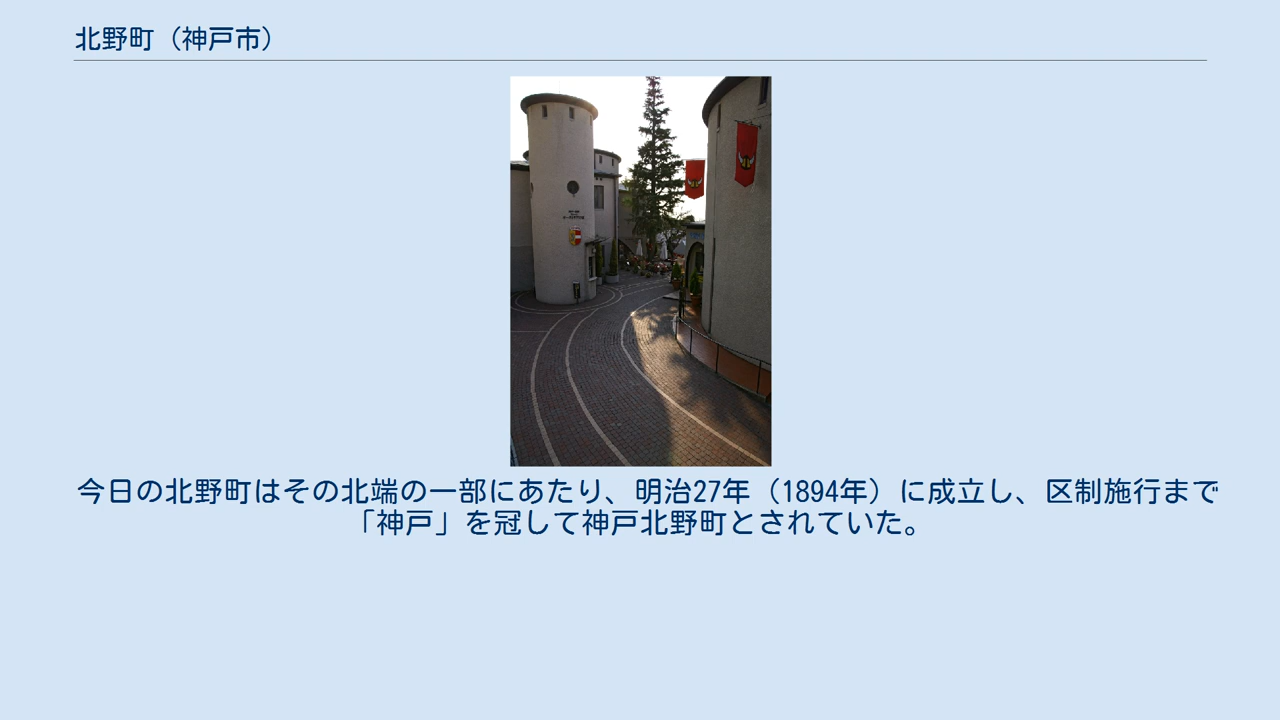 北野町（神戸市）
今日の北野町はその北端の一部にあたり、明治27年（1894年）に成立し、区制施行まで
「神戸」を冠して神戸北野町とされていた。